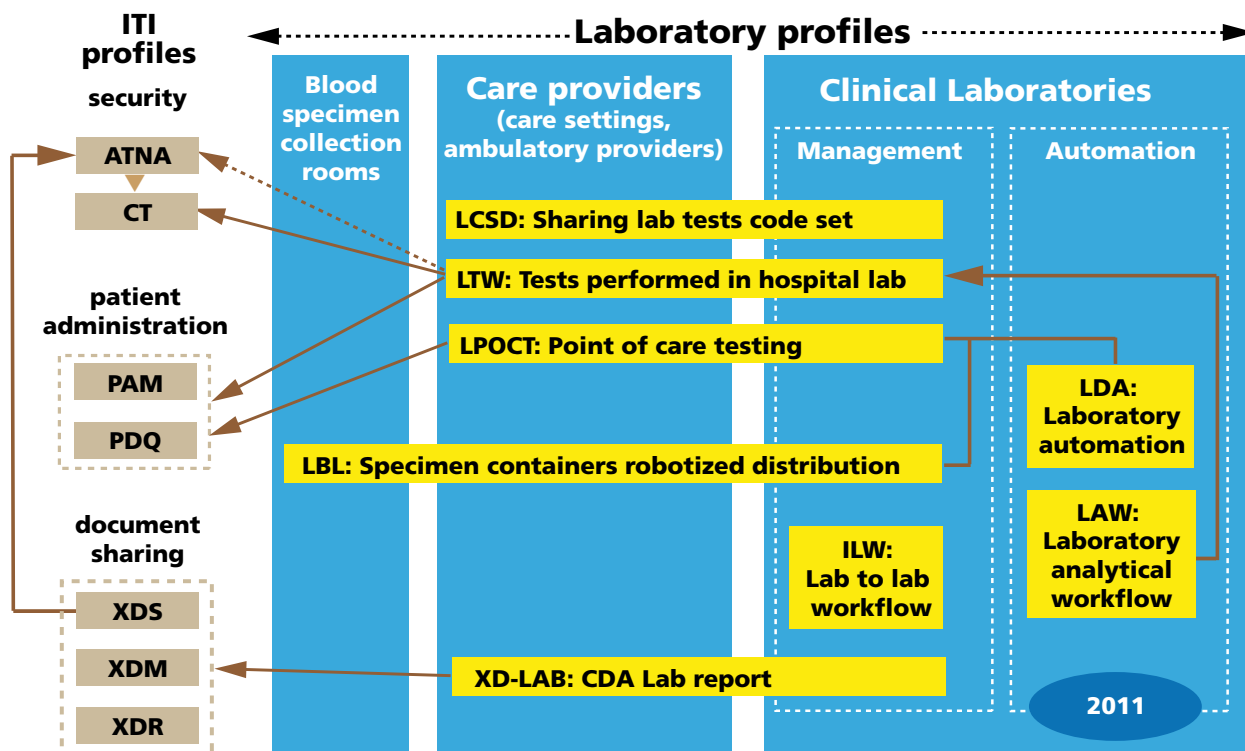 ITI
profiles
security
ATNA
CT
patient
administration
PAM
PDQ
document
sharing
XDS
XDM
XDR
Laboratory profiles
Blood
specimen
collection
rooms
Care providers
(care settings,
ambulatory providers)
Clinical Laboratories
Management
Automation
LCSD: Sharing lab tests code set
LTW: Tests performed in hospital lab
LPOCT: Point of care testing
LBL: Specimen containers robotized distribution
XD-LAB: CDA Lab report
ILW:
Lab to lab
workflow
LDA:
Laboratory
automation
LAW:
Laboratory
analytical
workflow
2011